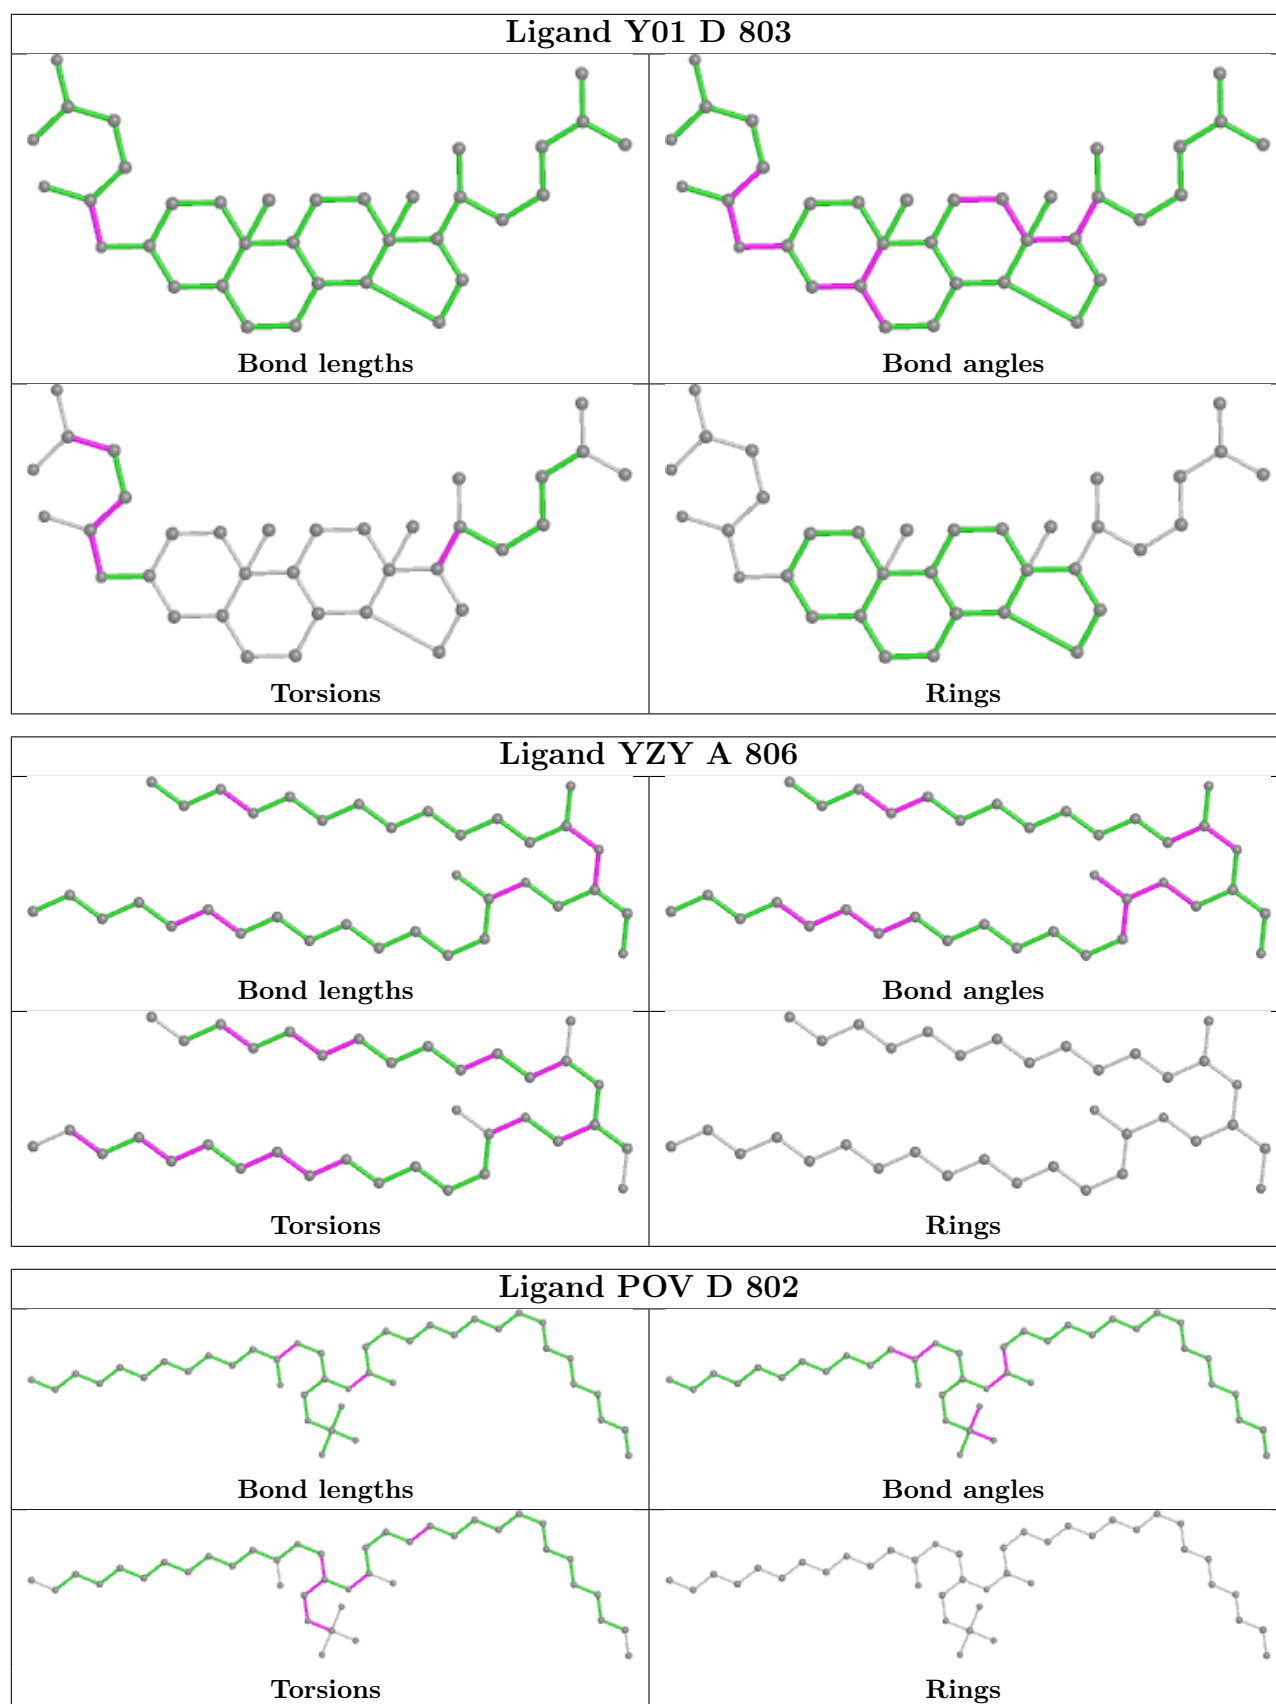 Ligand Y01 D 803
Bond lengths
Bond angles
Torsions
Rings
Ligand YZY A 806
Bond lengths
Bond angles
Torsions
Rings
Ligand POV D 802
Bond lengths
Bond angles
Torsions
Rings